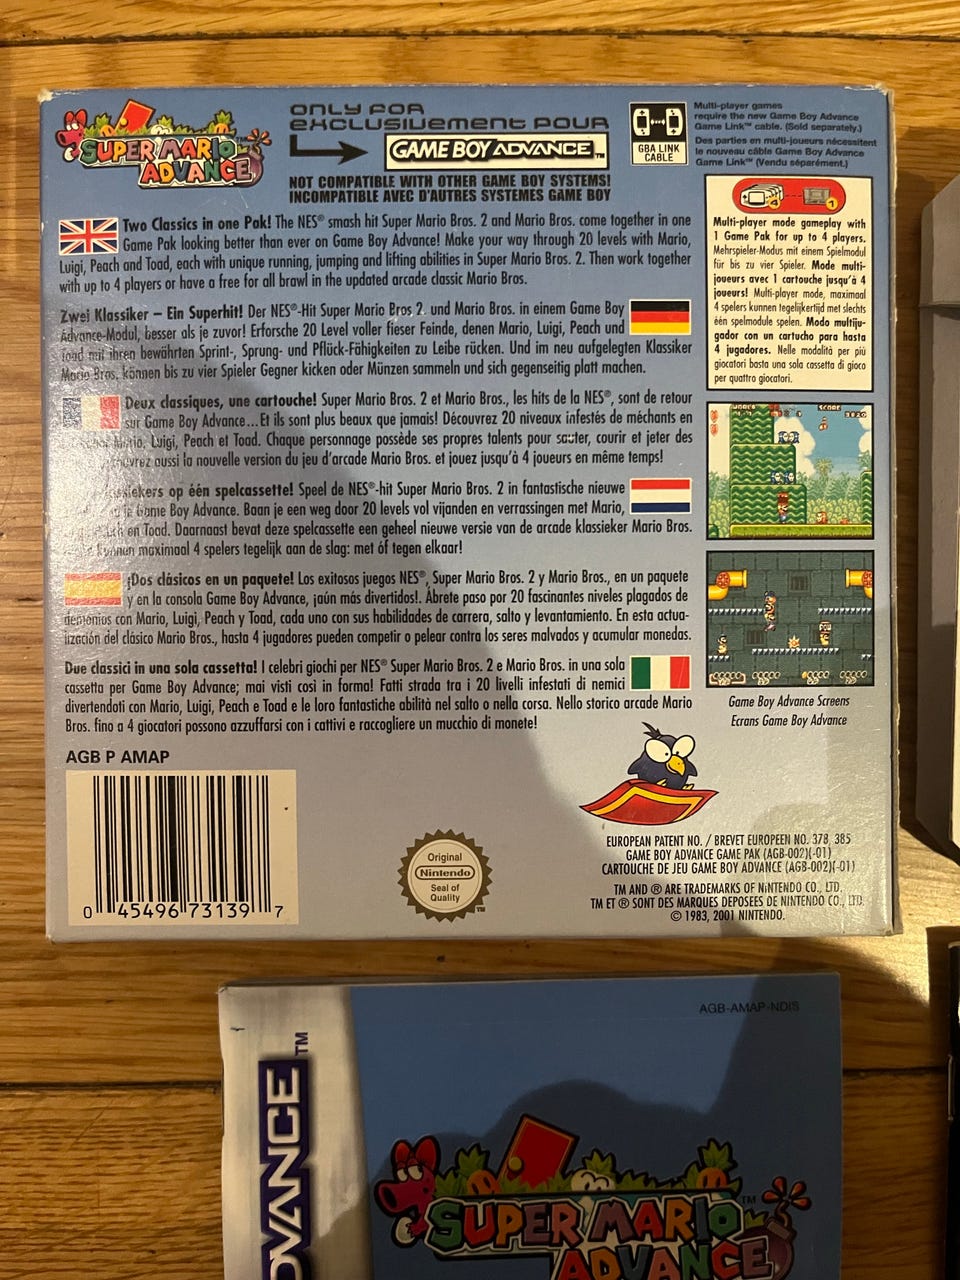 SUPER MARIO
ADVANCE
ONLY FOR
EXCLUSIVEMENT POUR
GAME BOY ADVANCE™
NOT COMPATIBLE WITH OTHER GAME BOY SYSTEMS!
INCOMPATIBLE AVEC D'AUTRES SYSTEMES GAME BOY
GBA LINK
CABLE
Multi-player games
require the new Game Boy Advance
Game Link™ cable. (Sold separately.)
Des parties en multi-joueurs nécessitent
le nouveau câble Game Boy Advance
Game Link™ (Vendu séparément.)
Two Classics in one Pak! The NES® smash hit Super Mario Bros. 2 and Mario Bros. come together in one
Game Pak looking better than ever on Game Boy Advance! Make your way through 20 levels with Mario,
Luigi, Peach and Toad, each with unique running, jumping and lifting abilities in Super Mario Bros. 2. Then work together
with up to 4 players or have a free for all brawl in the updated arcade classic Mario Bros.
Zwei Klassiker – Ein Superhit! Der NES®-Hit Super Mario Bros 2. und Mario Bros. in einem Game Boy
Advance-Modul, besser als je zuvor! Erforsche 20 Level voller fieser Feinde, denen Mario, Luigi, Peach und
Toad mit ihren bewährten Sprint-, Sprung- und Pflück-Fähigkeiten zu Leibe rücken. Und im neu aufgelegten Klassiker
Mario Bros. können bis zu vier Spieler Gegner kicken oder Münzen sammeln und sich gegenseitig platt machen.
Deux classiques, une cartouche! Super Mario Bros. 2 et Mario Bros., les hits de la NES®, sont de retour
sur Game Boy Advance...Et ils sont plus beaux que jamais! Découvrez 20 niveaux infestés de méchants en
Mario, Luigi, Peach et Toad. Chaque personnage possède ses propres talents pour sauter, courir et jeter des
aussi la nouvelle version du jeu d'arcade Mario Bros. et jouez jusqu'à 4 joueurs en même temps!
op één spelcassette! Speel de NES®-hit Super Mario Bros. 2 in fantastische nieuwe
Game Boy Advance. Baan je een weg door 20 levels vol vijanden en verrassingen met Mario,
en Toad. Daarnaast bevat deze spelcassette een geheel nieuwe versie van de arcade klassieker Mario Bros.
kunnen maximaal 4 spelers tegelijk aan de slag: met óf tegen elkaar!
¡Dos clásicos en un paquete! Los exitosos juegos NES®, Super Mario Bros. 2 y Mario Bros., en un paquete
y en la consola Game Boy Advance, ¡aún más divertidos!. Ábrete paso por 20 fascinantes niveles plagados de
demonios con Mario, Luigi, Peach y Toad, cada uno con sus habilidades de carrera, salto y levantamiento. En esta actua-
lización del clásico Mario Bros., hasta 4 jugadores pueden competir o pelear contra los seres malvados y acumular monedas.
Due classici in una sola cassetta! I celebri giochi per NES® Super Mario Bros. 2 e Mario Bros. in una sola
cassetta per Game Boy Advance; mai visti così in forma! Fatti strada tra i 20 livelli infestati di nemici
divertendoti con Mario, Luigi, Peach e Toad e le loro fantastiche abilità nel salto o nella corsa. Nello storico arcade Mario
Bros. fino a 4 giocatori possono azzuffarsi con i cattivi e raccogliere un mucchio di monete!
4
1
Multi-player mode gameplay with
1 Game Pak for up to 4 players.
Mehrspieler-Modus mit einem Spielmodul
für bis zu vier Spieler. Mode multi-
joueurs avec 1 cartouche jusqu'à 4
joueurs! Multi-player mode, maximaal
4 spelers kunnen tegelijkertijd met slechts
één spelmodule spelen. Modo multiju-
gador con un cartucho para hasta
4 jugadores. Nelle modalità per più
giocatori basta una sola cassetta di gioco
per quattro giocatori.
Game Boy Advance Screens
Ecrans Game Boy Advance
AGB P AMAP
0 45496 73139 7
Original
Nintendo
Seal of
Quality
™
EUROPEAN PATENT NO. / BREVET EUROPEEN NO. 378, 385
GAME BOY ADVANCE GAME PAK (AGB-002)(-01)
CARTOUCHE DE JEU GAME BOY ADVANCE (AGB-002)(-01)
TM AND ® ARE TRADEMARKS OF NINTENDO CO., LTD.
TM ET ® SONT DES MARQUES DEPOSEES DE NINTENDO CO., LTD.
© 1983, 2001 NINTENDO.
AGB-AMAP-NDIS
ADVANCE™
SUPER MARIO™
ADVANCE